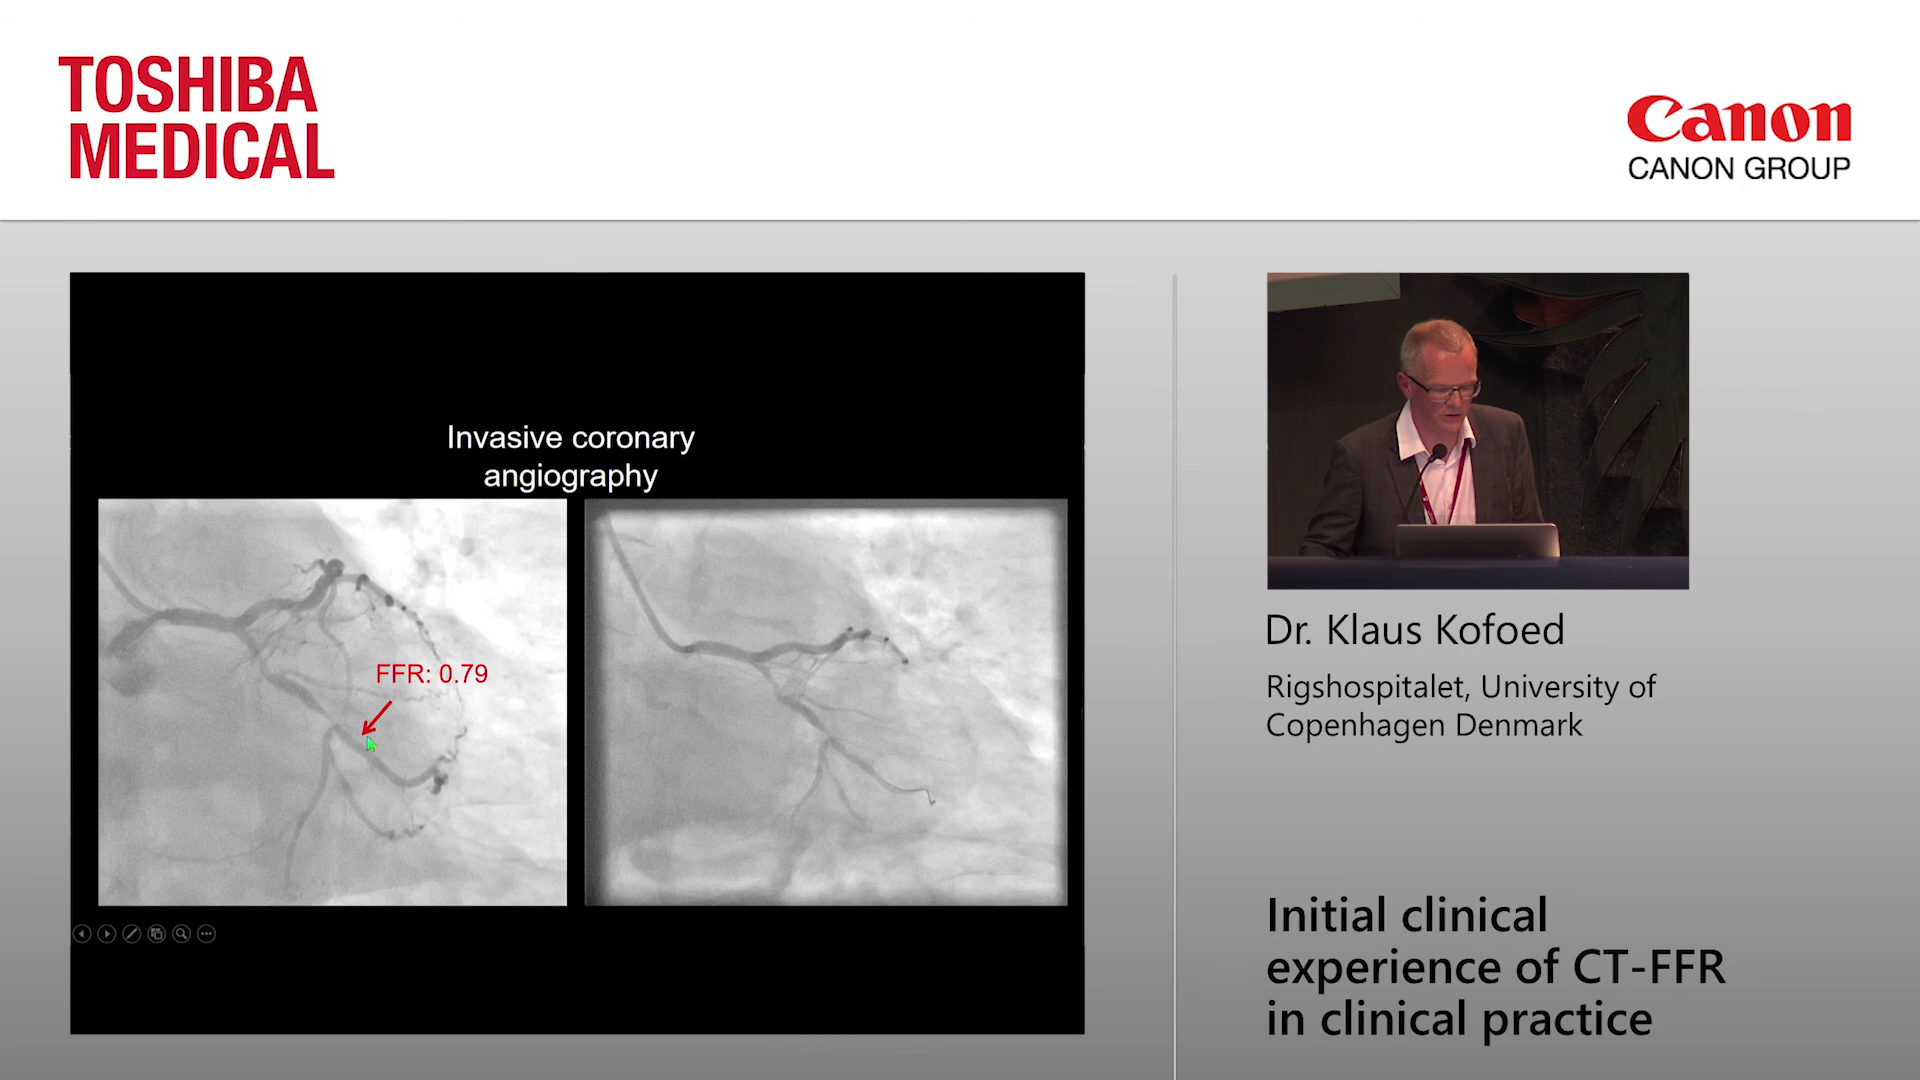 TOSHIBA
MEDICAL
Canon
CANON GROUP
Invasive coronary
angiography
FFR: 0.79
Dr. Klaus Kofoed
Rigshospitalet, University of
Copenhagen Denmark
Initial clinical
experience of CT-FFR
in clinical practice